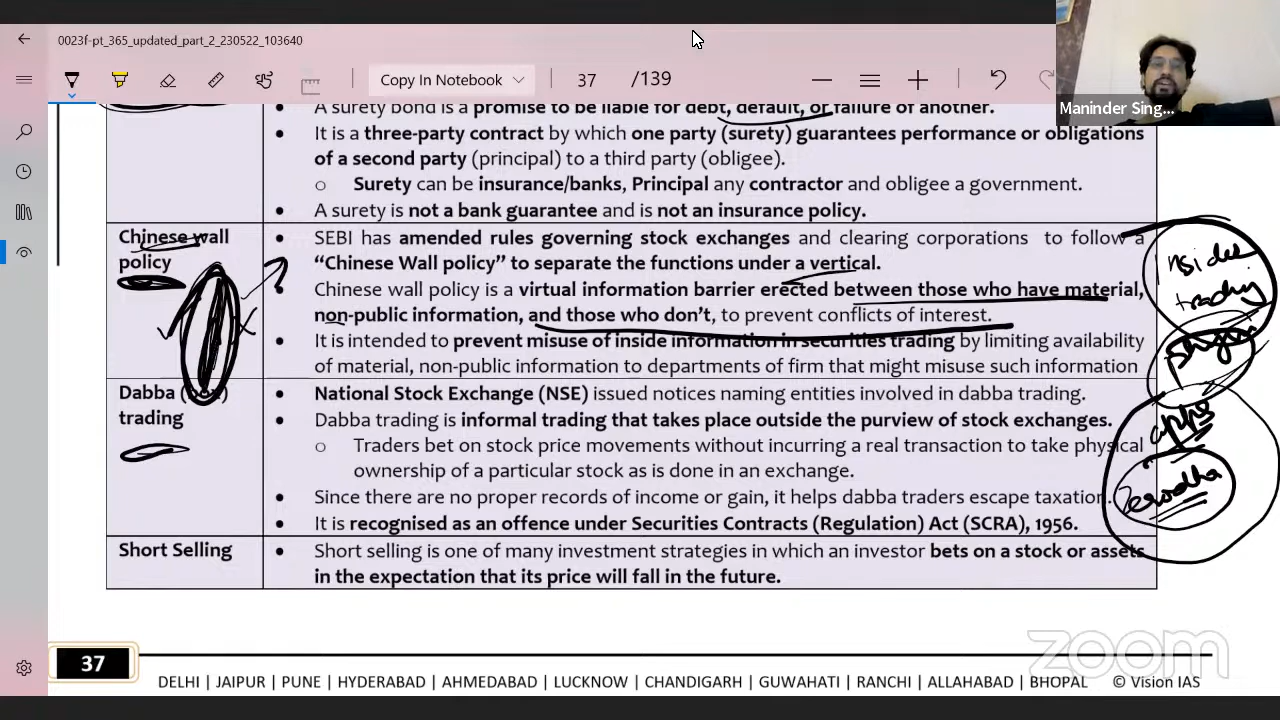 0023f-pt_365_updated_part_2_230522_103640
Copy In Notebook
37 /139
Maninder Sing...
A surety bond is a promise to be liable for debt, default, or failure of another.
• It is a three-party contract by which one party (surety) guarantees performance or obligations
of a second party (principal) to a third party (obligee).
o Surety can be insurance/banks, Principal any contractor and obligee a government.
• A surety is not a bank guarantee and is not an insurance policy.
Chinese wall
policy
• SEBI has amended rules governing stock exchanges and clearing corporations to follow a
“Chinese Wall policy” to separate the functions under a vertical.
• Chinese wall policy is a virtual information barrier erected between those who have material,
non-public information, and those who don’t, to prevent conflicts of interest.
• It is intended to prevent misuse of inside information in securities trading by limiting availability
of material, non-public information to departments of firm that might misuse such information
Insidee
trading
apps
Zerodha
Dabba
trading
• National Stock Exchange (NSE) issued notices naming entities involved in dabba trading.
• Dabba trading is informal trading that takes place outside the purview of stock exchanges.
o Traders bet on stock price movements without incurring a real transaction to take physical
ownership of a particular stock as is done in an exchange.
• Since there are no proper records of income or gain, it helps dabba traders escape taxation.
• It is recognised as an offence under Securities Contracts (Regulation) Act (SCRA), 1956.
Short Selling
• Short selling is one of many investment strategies in which an investor bets on a stock or assets
in the expectation that its price will fall in the future.
zoom
37
DELHI | JAIPUR | PUNE | HYDERABAD | AHMEDABAD | LUCKNOW | CHANDIGARH | GUWAHATI | RANCHI | ALLAHABAD | BHOPAL © Vision IAS